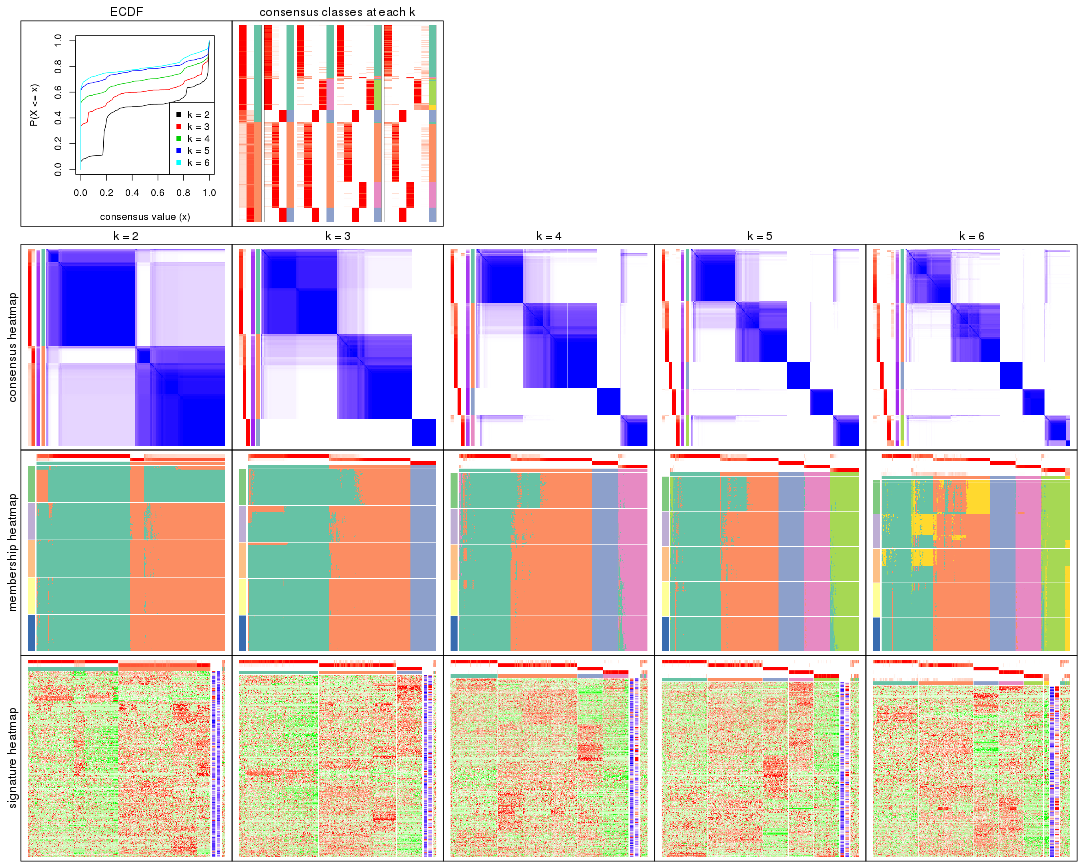 ECDF
consensus classes at each k
P(X <= x)
0.0 0.2 0.4 0.6 0.8 1.0
k = 2
k = 3
k = 4
k = 5
k = 6
0.0 0.2 0.4 0.6 0.8 1.0
consensus value (x)
k = 2
k = 3
k = 4
k = 5
k = 6
consensus heatmap
membership heatmap
signature heatmap